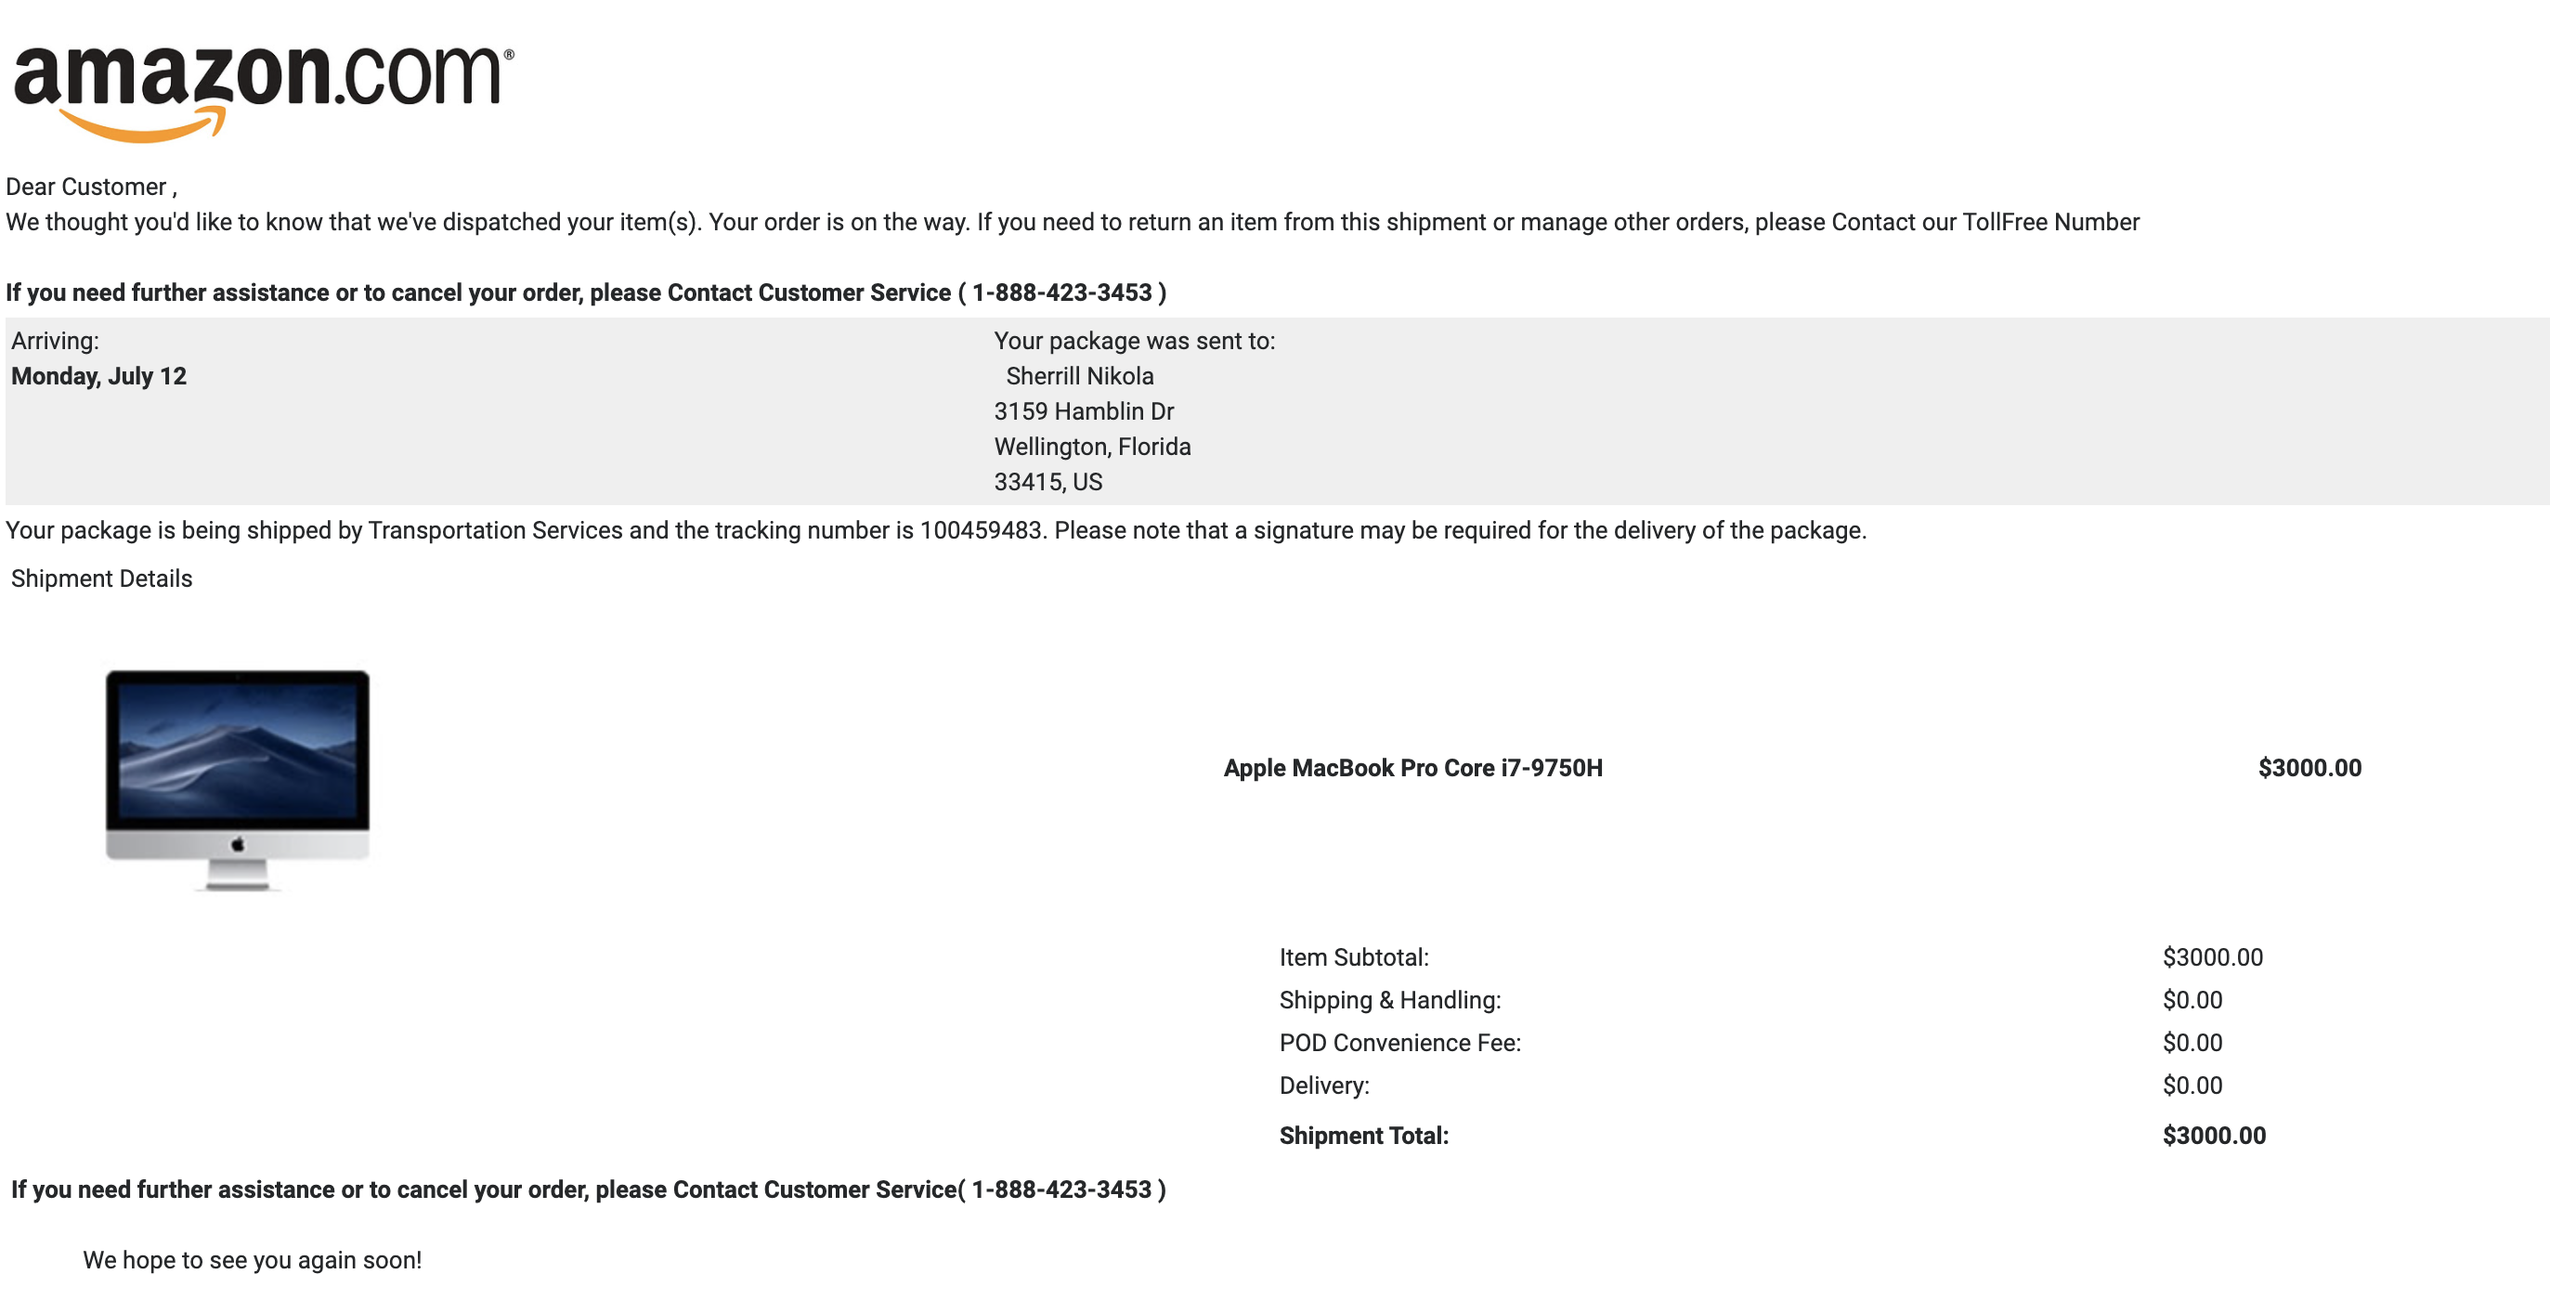 amazon.com®
Dear Customer ,
We thought you'd like to know that we've dispatched your item(s). Your order is on the way. If you need to return an item from this shipment or manage other orders, please Contact our TollFree Number
If you need further assistance or to cancel your order, please Contact Customer Service ( 1-888-423-3453 )
Arriving:
Monday, July 12
Your package was sent to:
Sherrill Nikola
3159 Hamblin Dr
Wellington, Florida
33415, US
Your package is being shipped by Transportation Services and the tracking number is 100459483. Please note that a signature may be required for the delivery of the package.
Shipment Details
Apple MacBook Pro Core i7-9750H $3000.00
Item Subtotal: $3000.00
Shipping & Handling: $0.00
POD Convenience Fee: $0.00
Delivery: $0.00
Shipment Total: $3000.00
If you need further assistance or to cancel your order, please Contact Customer Service( 1-888-423-3453 )
We hope to see you again soon!